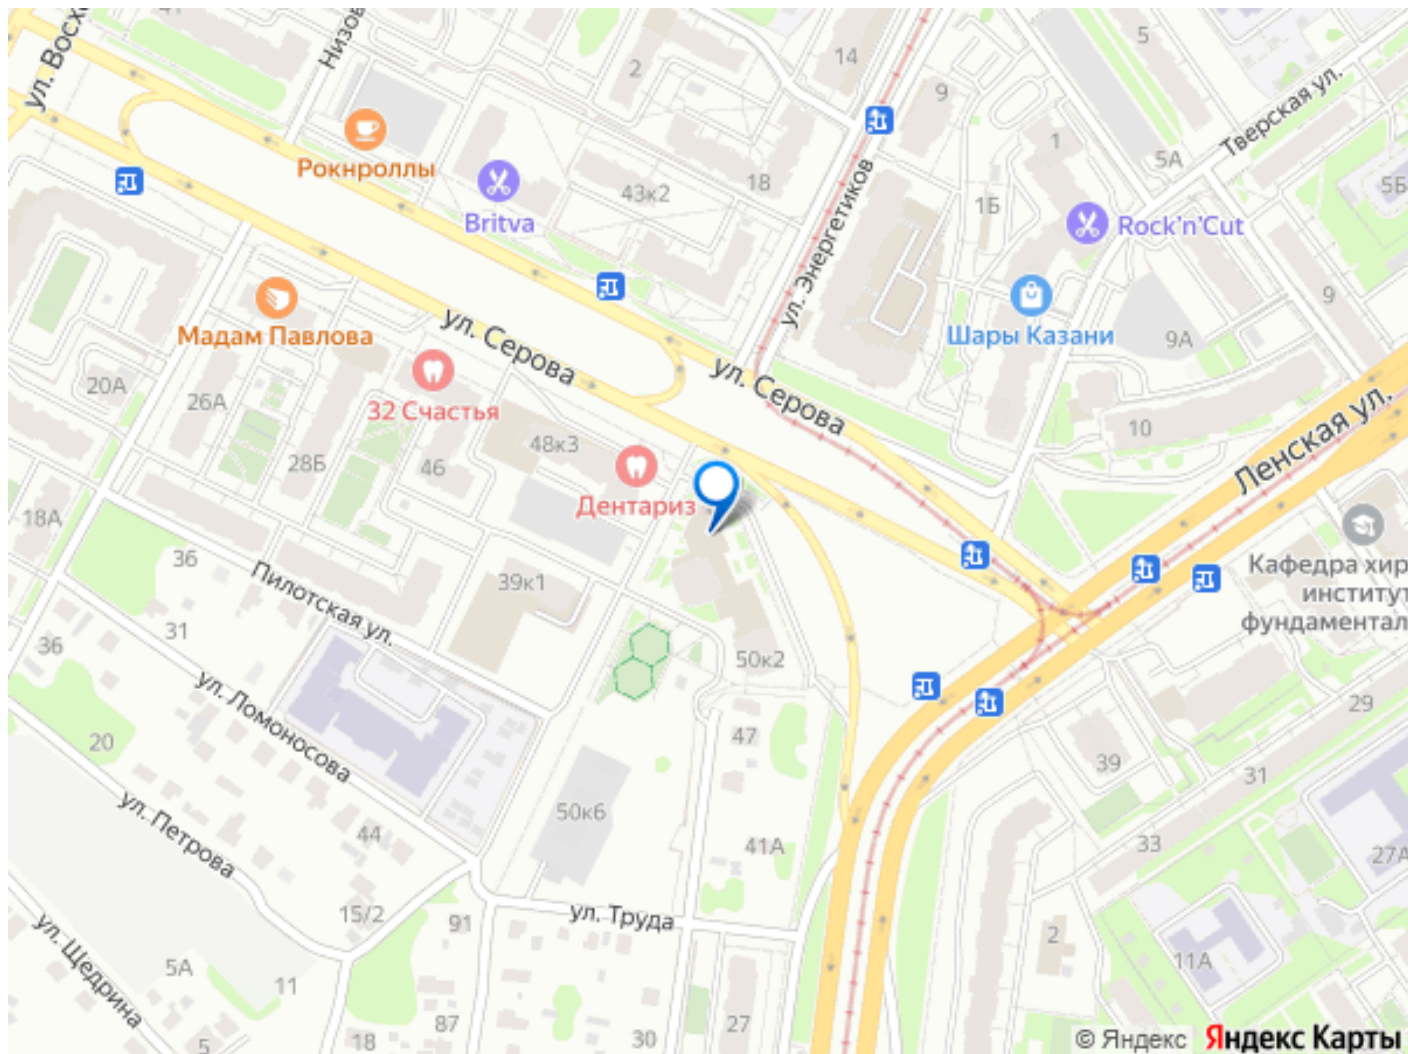 41
ул. Восх
Низов
2
14
9
5
Тверская ул.
1
5А
5Б
Рокнроллы
Britva
43к2
18
1Б
Rock'n'Cut
ул. Энергетиков
Шары Казани
9
9А
Мадам Павлова
ул. Серова
ул. Серова
20А
26А
32 Счастья
48к3
46
28Б
Дентариз
10
Ленская ул.
18А
36
Пилотская ул.
39к1
Кафедра хир
институт
фундаментал
36
31
ул. Ломоносова
50к2
20
47
29
39
31
ул. Петрова
44
50к6
41А
33
27А
15/2
91
ул. Труда
2
ул. Щедрина
5А
11
11А
87
18
5
30
27
© Яндекс Яндекс Карты